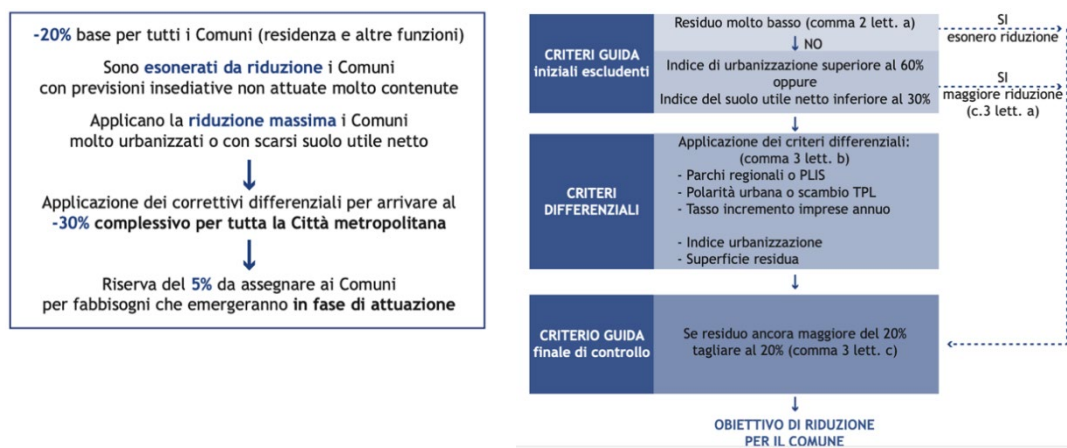 -20% base per tutti i Comuni (residenza e altre funzioni)
Sono esonerati da riduzione i Comuni
con previsioni insediative non attuate molto contenute
Applicano la riduzione massima i Comuni
molto urbanizzati o con scarsi suolo utile netto
Applicazione dei correttivi differenziali per arrivare al
-30% complessivo per tutta la Città metropolitana
Riserva del 5% da assegnare ai Comuni
per fabbisogni che emergeranno in fase di attuazione
CRITERI GUIDA
iniziali escludenti
Residuo molto basso (comma 2 lett. a)
NO
Indice di urbanizzazione superiore al 60%
oppure
Indice del suolo utile netto inferiore al 30%
SI
esonero riduzione
SI
maggiore riduzione
(c.3 lett. a)
CRITERI
DIFFERENZIALI
Applicazione dei criteri differenziali:
(comma 3 lett. b)
- Parchi regionali o PLIS
- Polarità urbana o scambio TPL
- Tasso incremento imprese annuo
- Indice urbanizzazione
- Superficie residua
CRITERIO GUIDA
finale di controllo
Se residuo ancora maggiore del 20%
tagliare al 20% (comma 3 lett. c)
OBIETTIVO DI RIDUZIONE
PER IL COMUNE